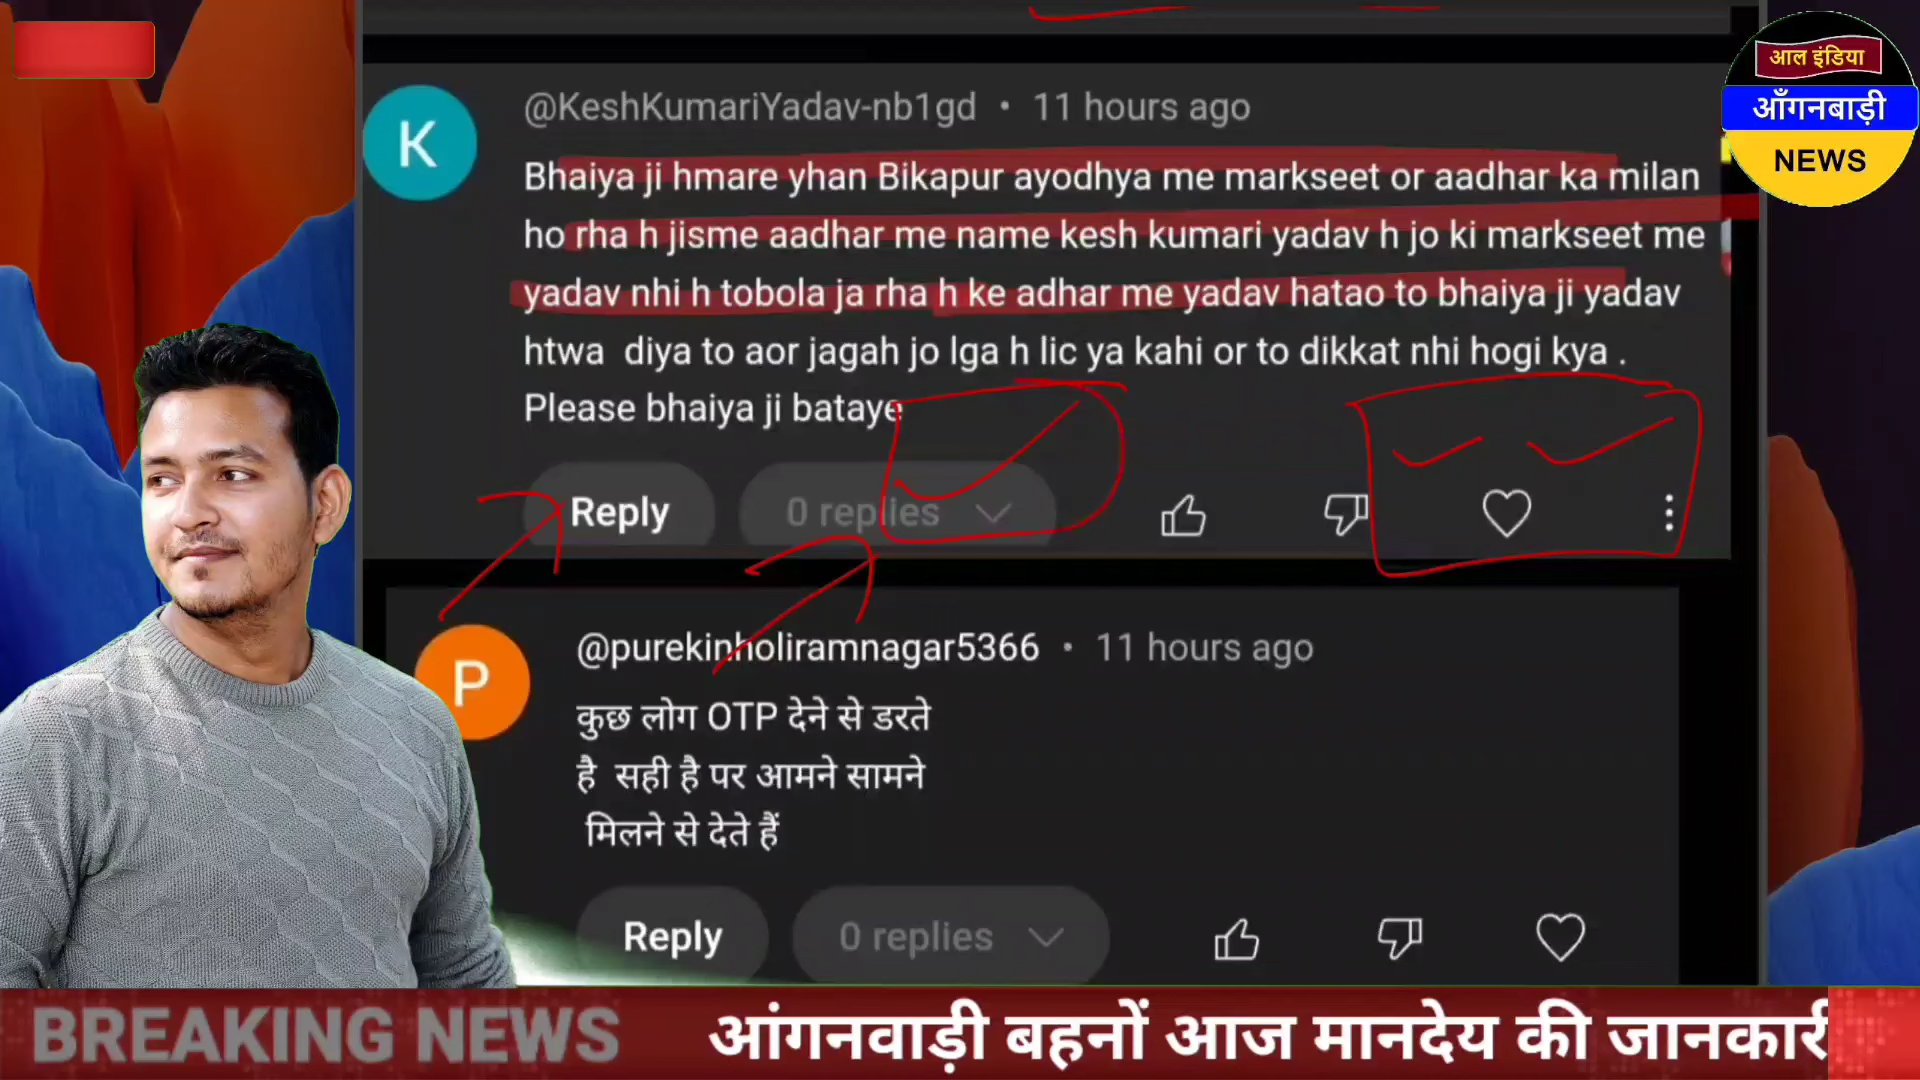 आल इंडिया
आँगनबाड़ी
NEWS
K
@KeshKumariYadav-nb1gd • 11 hours ago
Bhaiya ji hmare yhan Bikapur ayodhya me markseet or aadhar ka milan
ho rha h jisme aadhar me name kesh kumari yadav h jo ki markseet me
yadav nhi h tobola ja rha h ke adhar me yadav hatao to bhaiya ji yadav
htwa diya to aor jagah jo lga h lic ya kahi or to dikkat nhi hogi kya .
Please bhaiya ji bataye
Reply 0 replies
P
@purekinholiramnagar5366 • 11 hours ago
कुछ लोग OTP देने से डरते
है सही है पर आमने सामने
मिलने से देते हैं
Reply 0 replies
BREAKING NEWS आंगनवाड़ी बहनों आज मानदेय की जानकारी